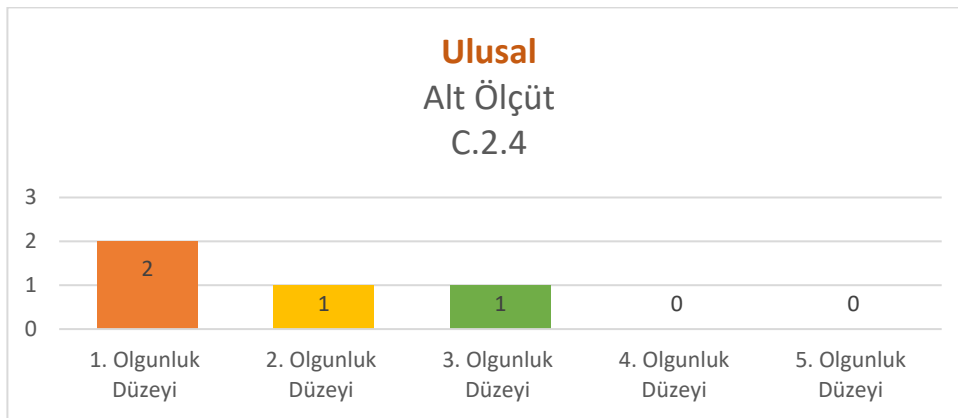 Ulusal
Alt Ölçüt
C.2.4
3
2
1
0
2
1
1
0
0
1. Olgunluk Düzeyi
2. Olgunluk Düzeyi
3. Olgunluk Düzeyi
4. Olgunluk Düzeyi
5. Olgunluk Düzeyi